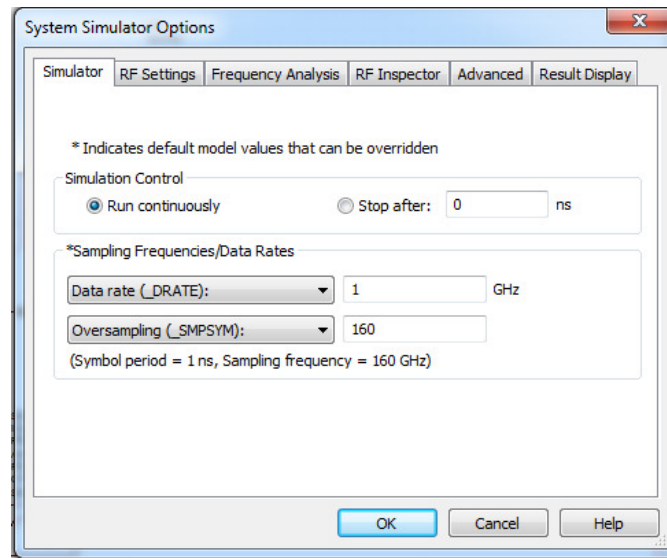 System Simulator Options
Simulator RF Settings Frequency Analysis RF Inspector Advanced Result Display
* Indicates default model values that can be overridden
Simulation Control
Run continuously Stop after: 0 ns
*Sampling Frequencies/Data Rates
Data rate (_DRATE): 1 GHz
Oversampling (_SMPSYM): 160
(Symbol period = 1 ns, Sampling frequency = 160 GHz)
OK Cancel Help